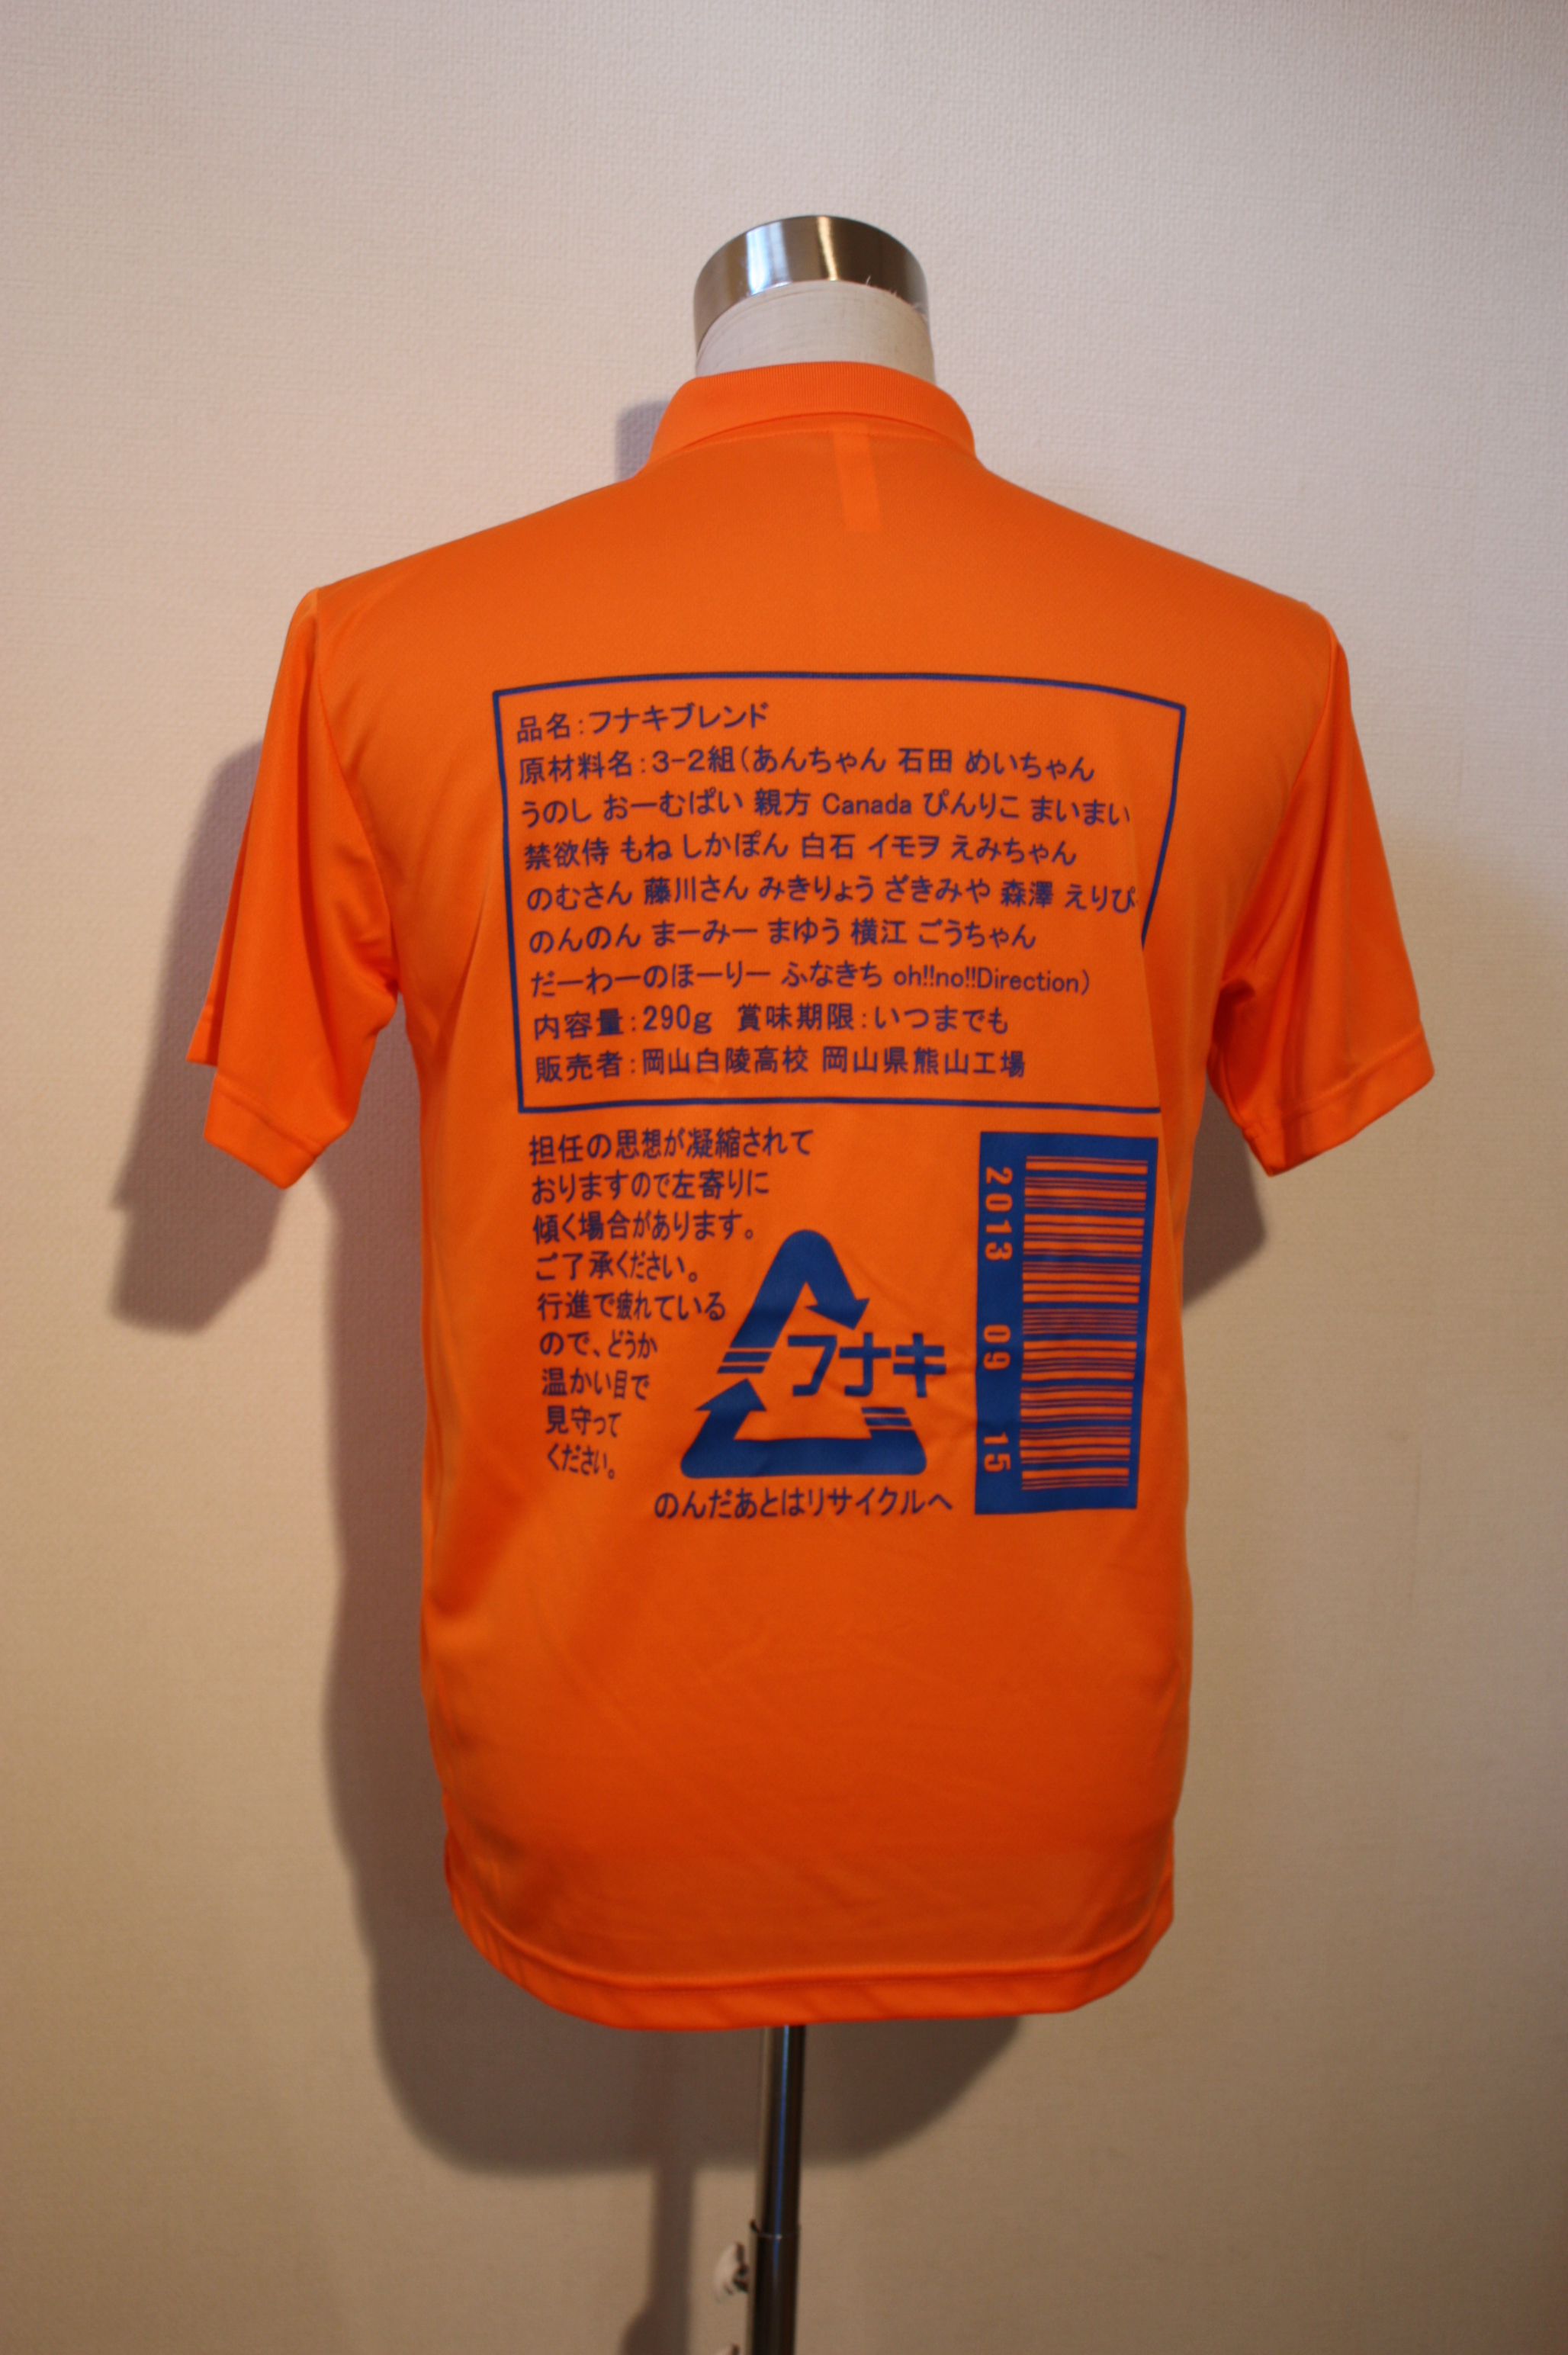 品名:フナキブレンド
原材料名:3-2組(あんちゃん 石田 めいちゃん
うのし おーむぱい 親方 Canada ぴんりこ まいまい
禁欲侍 もね しかぽん 白石 イモヲ えみちゃん
のむさん 藤川さん みきりょう ざきみや 森澤
のんのん まーみー まゆう 横江 ごうちゃん
だーわーのほーりー ふなきち oh!!no!!Direction)
内容量:290g 賞味期限:いつまでも
販売者:岡山白陵高校 岡山県熊山工場
担任の思想が凝縮されて
おりますので左寄りに
傾く場合があります。
ご了承ください。
行進で疲れている
ので、どうか
温かい目で
見守って
ください。
フナキ
のんだあとはリサイクルへ
2013 09 15